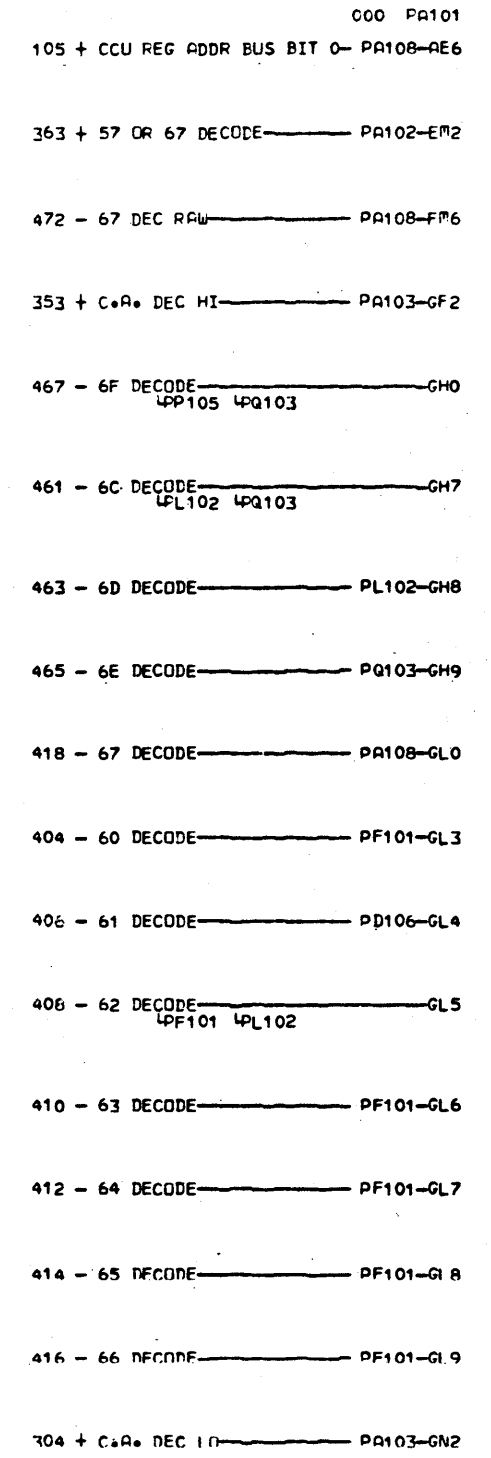 000 PA101
105 + CCU REG ADDR BUS BIT 0- PA108-AE6
363 + 57 OR 67 DECODE PA102-EM2
472 - 67 DEC RAW PA108-FM6
353 + C.A. DEC HI PA103-GF2
467 - 6F DECODE GH0
PP105 PQ103
461 - 6C DECODE GH7
PL102 PQ103
463 - 6D DECODE PL102-GH8
465 - 6E DECODE PQ103-GH9
418 - 67 DECODE PA108-GL0
404 - 60 DECODE PF101-GL3
406 - 61 DECODE PD106-GL4
408 - 62 DECODE GL5
PF101 PL102
410 - 63 DECODE PF101-GL6
412 - 64 DECODE PF101-GL7
414 - 65 DECODE PF101-GL8
416 - 66 DECODE PF101-GL9
304 + C.A. DEC LO PA103-GN2